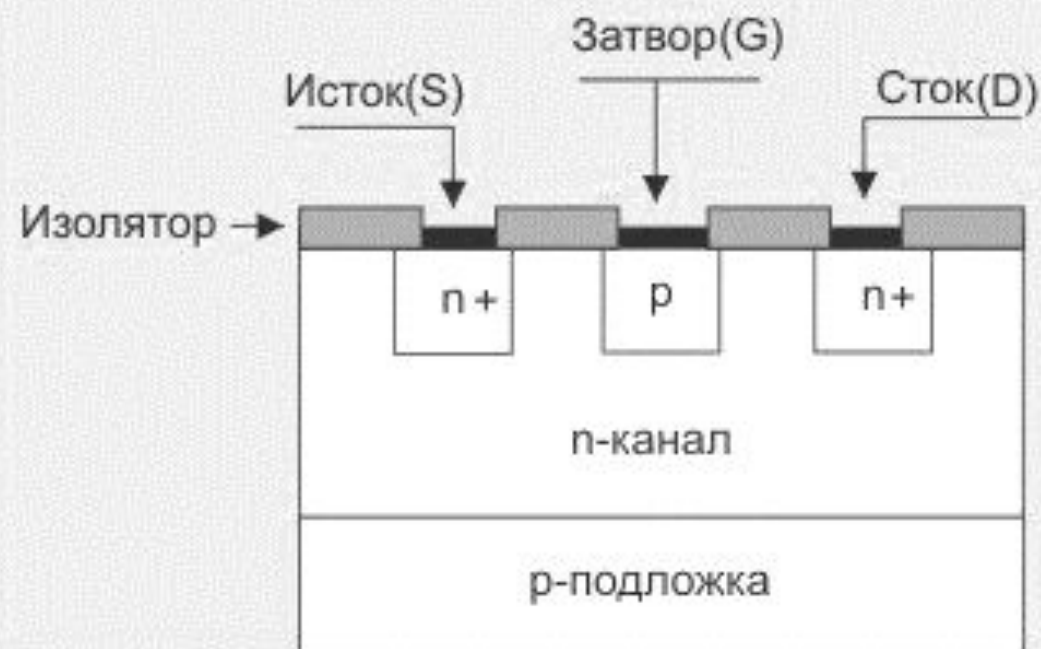 Затвор(G)
Исток(S)
Сток(D)
Изолятор
n+
p
n+
n-канал
p-подложка